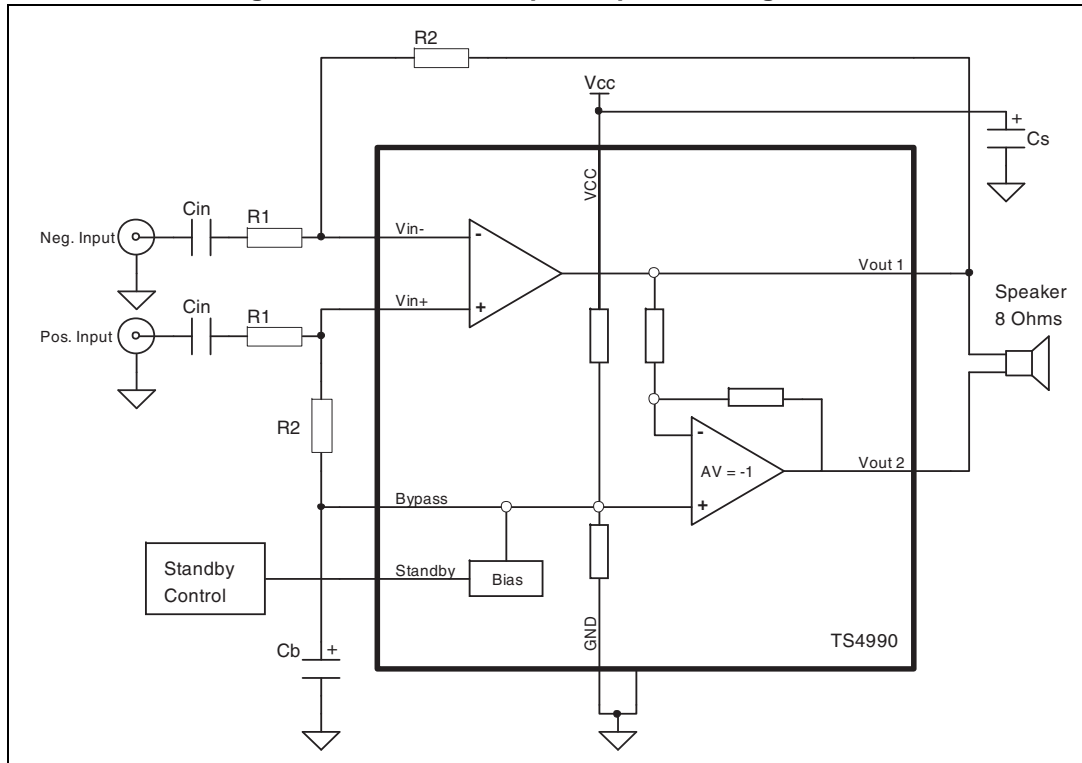 R2
Vcc
+
Cs
VCC
Cin
R1
Neg. Input
Vin-
-
Vout 1
Cin
R1
Vin+
+
Pos. Input
Speaker
8 Ohms
R2
-
AV = -1
Vout 2
Bypass
+
Standby
Control
Standby
Bias
GND
TS4990
Cb
+